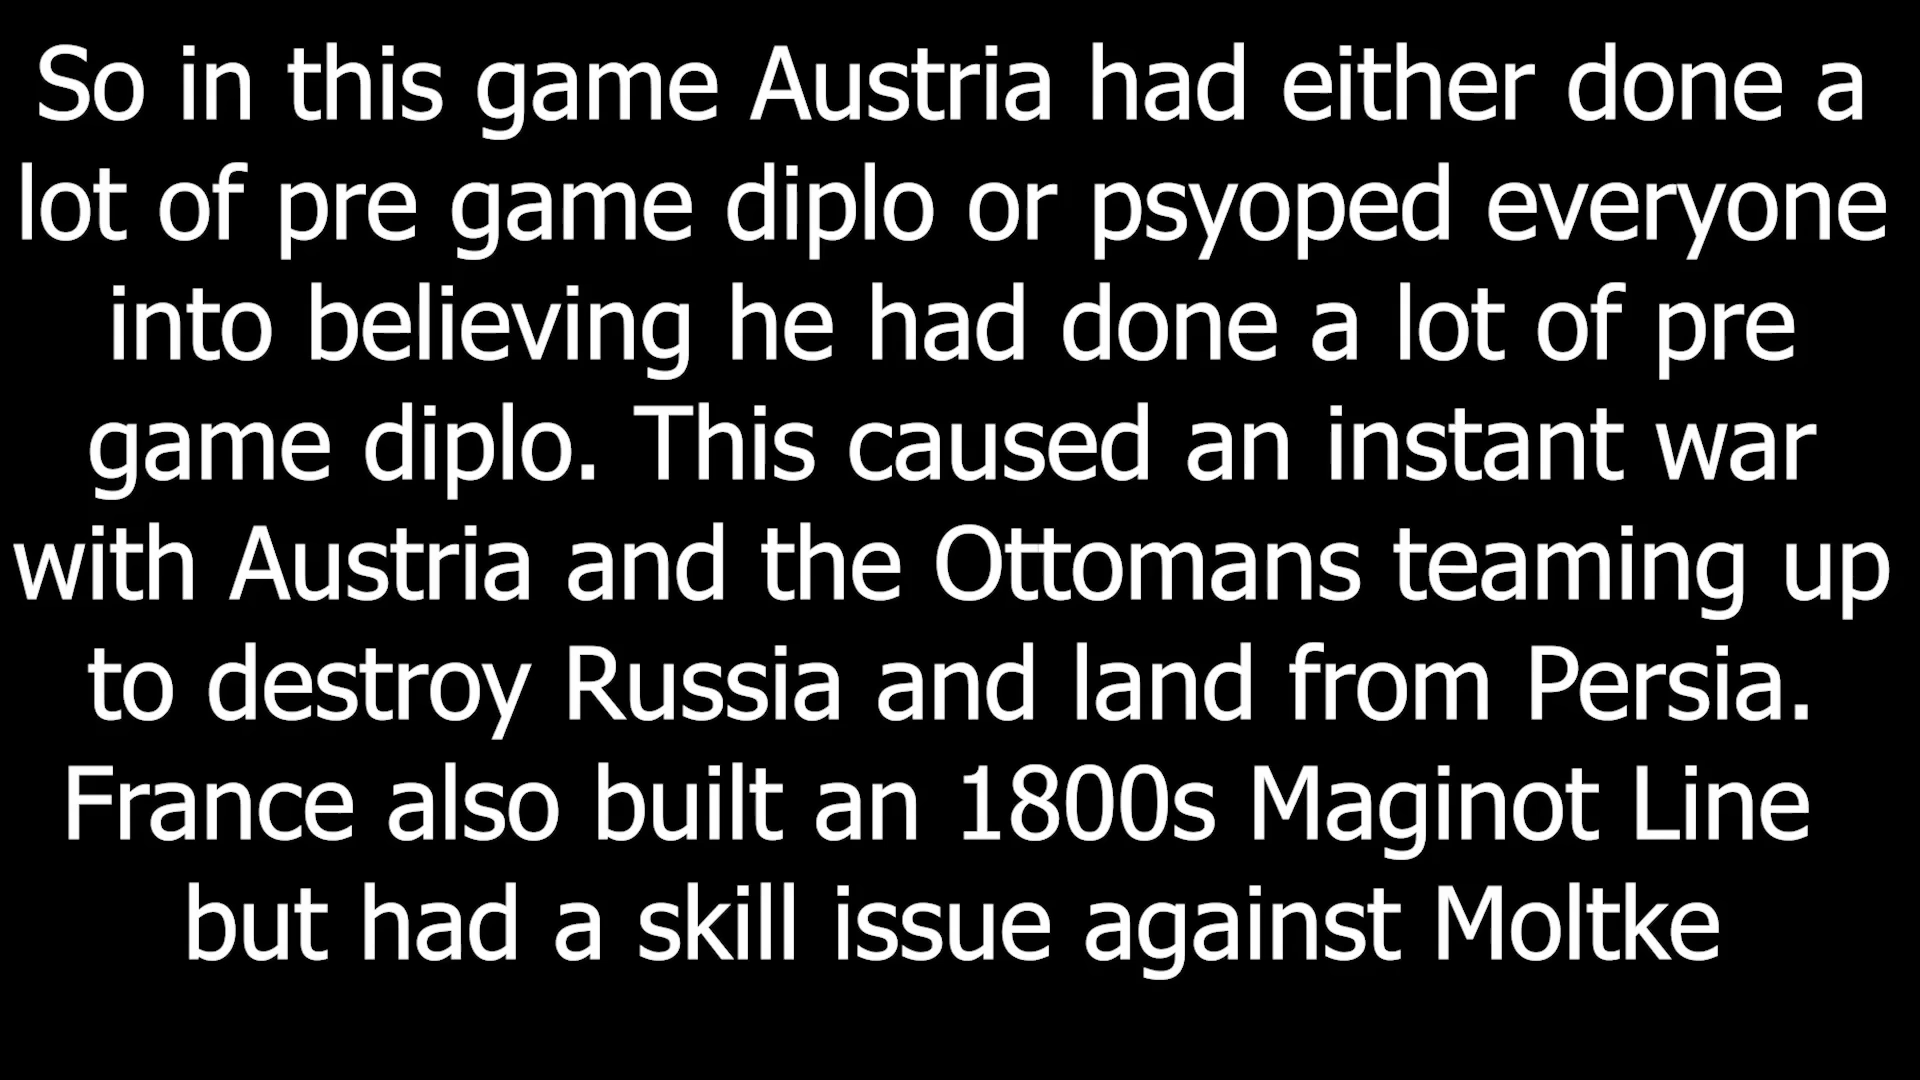 So in this game Austria had either done a
lot of pre game diplo or psyoped everyone
into believing he had done a lot of pre
game diplo. This caused an instant war
with Austria and the Ottomans teaming up
to destroy Russia and land from Persia.
France also built an 1800s Maginot Line
but had a skill issue against Moltke